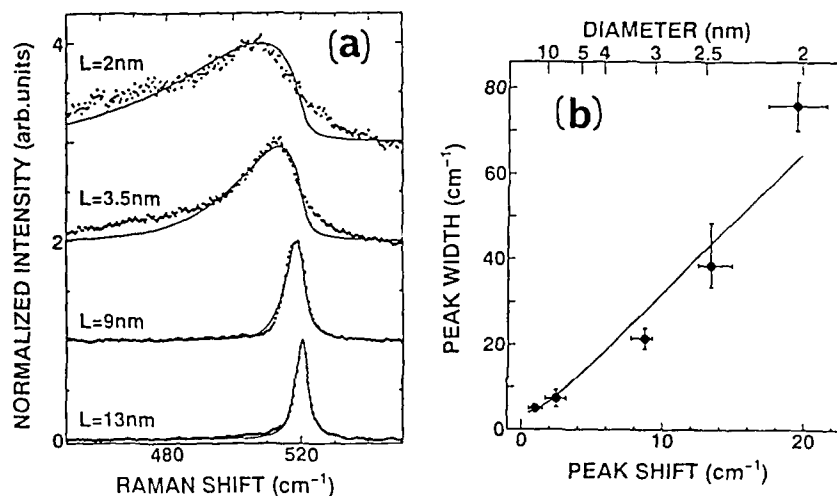 (a)
L=2nm
L=3.5nm
L=9nm
L=13nm
4
2
0
480
520
NORMALIZED INTENSITY (arb.units)
RAMAN SHIFT (cm⁻¹)
DIAMETER (nm)
10 5 4 3 2.5 2
(b)
80
60
40
20
0
0 10 20
PEAK WIDTH (cm⁻¹)
PEAK SHIFT (cm⁻¹)